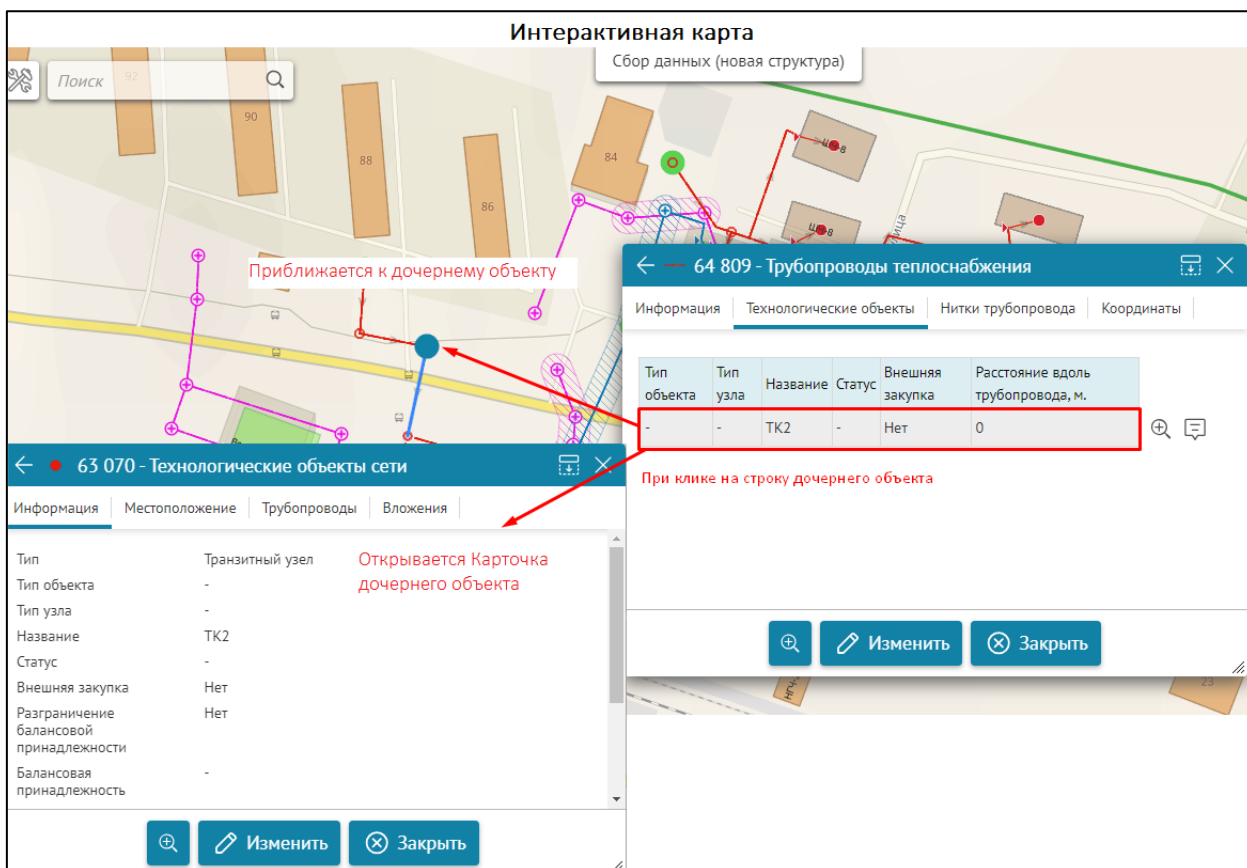 Интерактивная карта
Сбор данных (новая структура)
Поиск
92
90
88
86
84
Приближается к дочернему объекту
64 809 - Трубопроводы теплоснабжения
Информация
Технологические объекты
Нитки трубопровода
Координаты
Тип объекта
Тип узла
Название
Статус
Внешняя закупка
Расстояние вдоль трубопровода, м.
-
-
ТК2
-
Нет
0
При клике на строку дочернего объекта
Изменить
Закрыть
23
63 070 - Технологические объекты сети
Информация
Местоположение
Трубопроводы
Вложения
Открывается Карточка
дочернего объекта
Тип
Транзитный узел
Тип объекта
-
Тип узла
-
Название
ТК2
Статус
-
Внешняя закупка
Нет
Разграничение
балансовой
принадлежности
Нет
Балансовая
принадлежность
-
Изменить
Закрыть